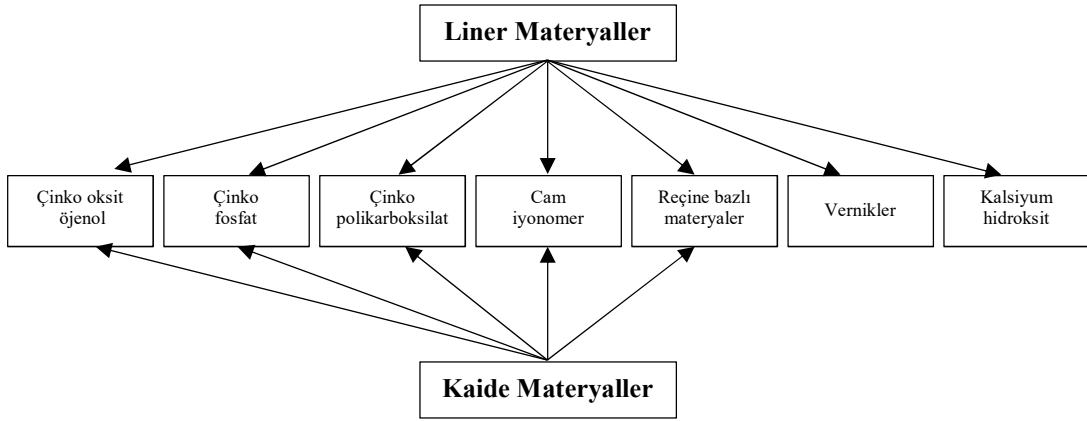 Liner Materyaller
Çinko oksit
öjenol
Çinko
fosfat
Çinko
polikarboksilat
Cam
iyonomer
Reçine bazlı
materyaler
Vernikler
Kalsiyum
hidroksit
Kaide Materyaller